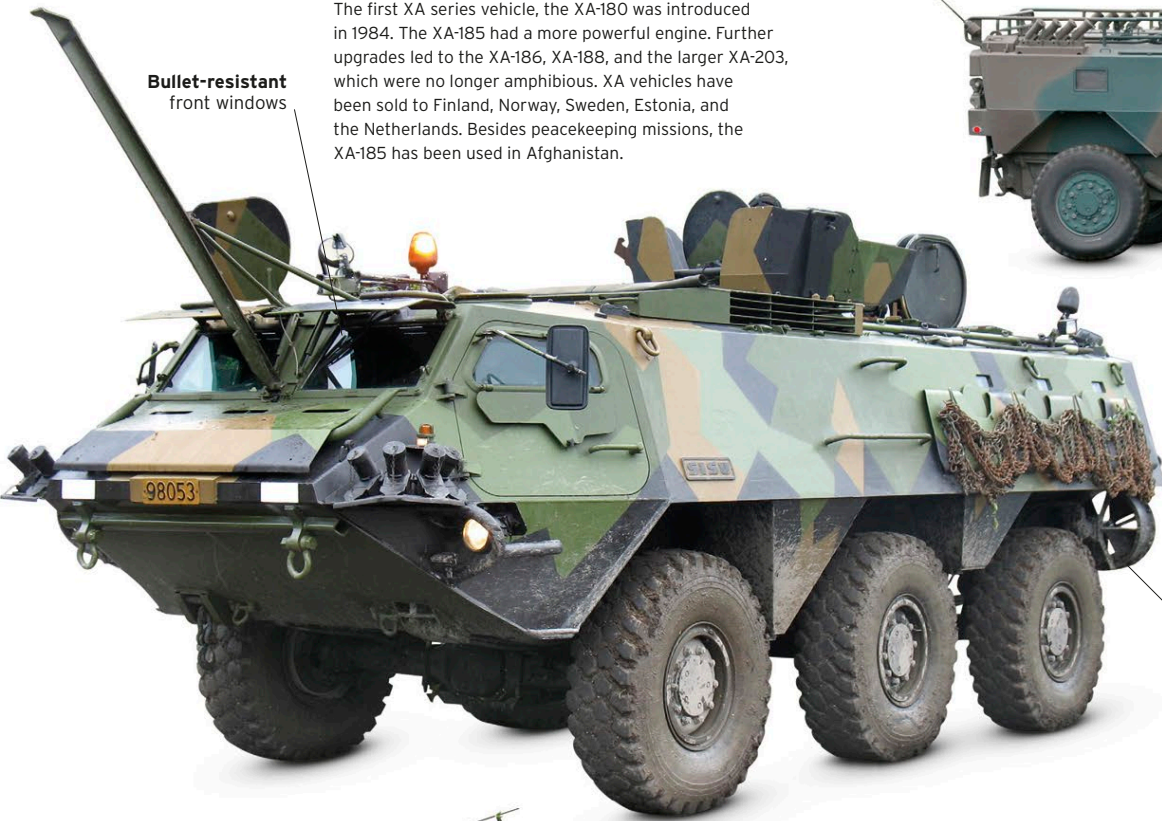 The first XA series vehicle, the XA-180 was introduced
in 1984. The XA-185 had a more powerful engine. Further
upgrades led to the XA-186, XA-188, and the larger XA-203,
which were no longer amphibious. XA vehicles have
been sold to Finland, Norway, Sweden, Estonia, and
the Netherlands. Besides peacekeeping missions, the
XA-185 has been used in Afghanistan.
Bullet-resistant
front windows
SISU
98053